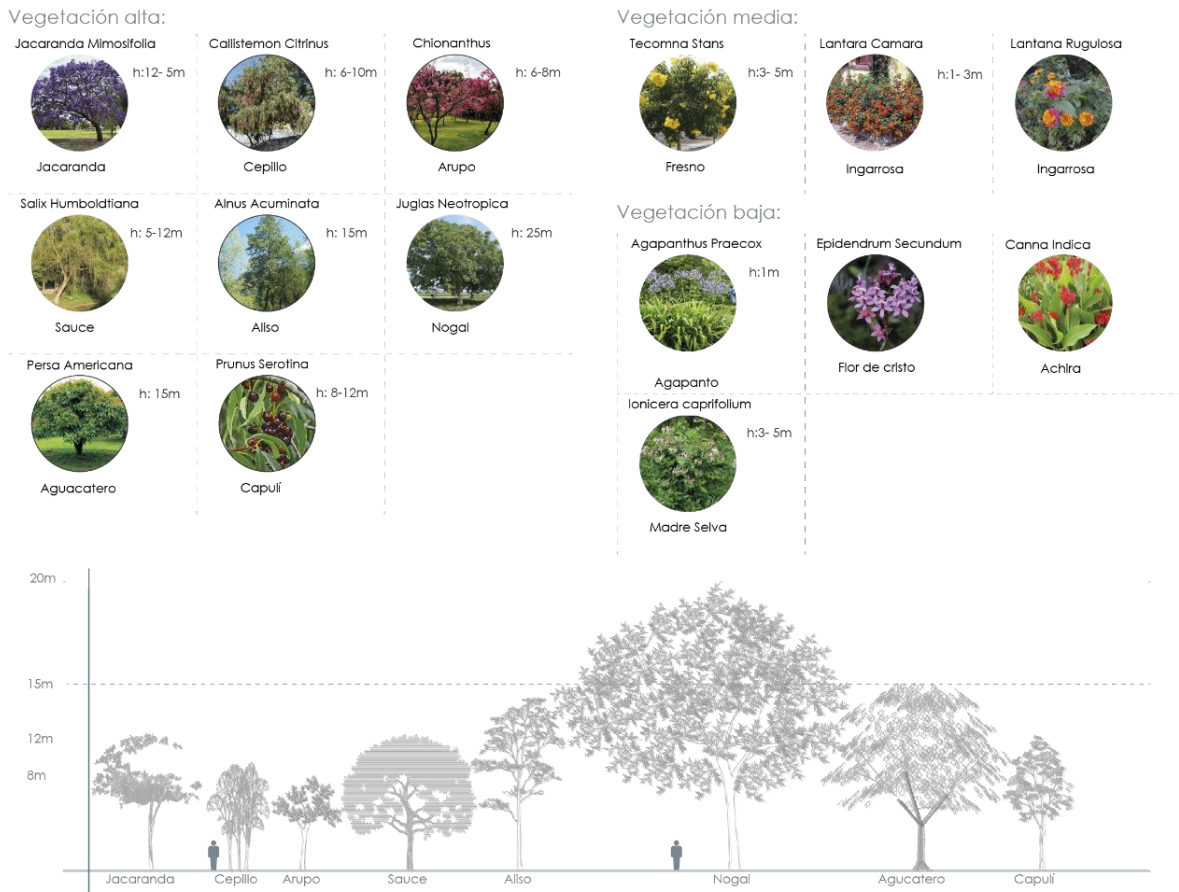 Vegetación alta:
Jacaranda Mimosifolia
h:12- 5m
Jacaranda
Callistemon Citrinus
h: 6-10m
Cepillo
Chionanthus
h: 6-8m
Arupo
Salix Humboldtiana
h: 5-12m
Sauce
Alnus Acuminata
h: 15m
Aliso
Juglas Neotropica
h: 25m
Nogal
Persa Americana
h: 15m
Aguacatero
Prunus Serotina
h: 8-12m
Capulí
Vegetación media:
Tecomna Stans
h:3- 5m
Fresno
Lantara Camara
h:1- 3m
Ingarrosa
Lantana Rugulosa
Ingarrosa
Vegetación baja:
Agapanthus Praecox
h:1m
Agapanto
Epidendrum Secundum
Flor de cristo
Canna Indica
Achira
lonicera caprifolium
h:3- 5m
Madre Selva
20m
15m
12m
8m
Jacaranda Cepillo Arupo Sauce Aliso Nogal Agucatero Capulí